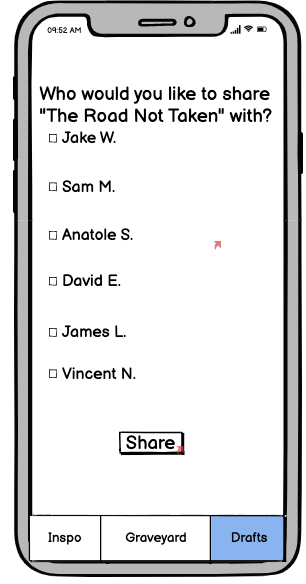 09:52 AM
Who would you like to share
"The Road Not Taken" with?
Jake W.
Sam M.
Anatole S.
David E.
James L.
Vincent N.
Share
Inspo Graveyard Drafts